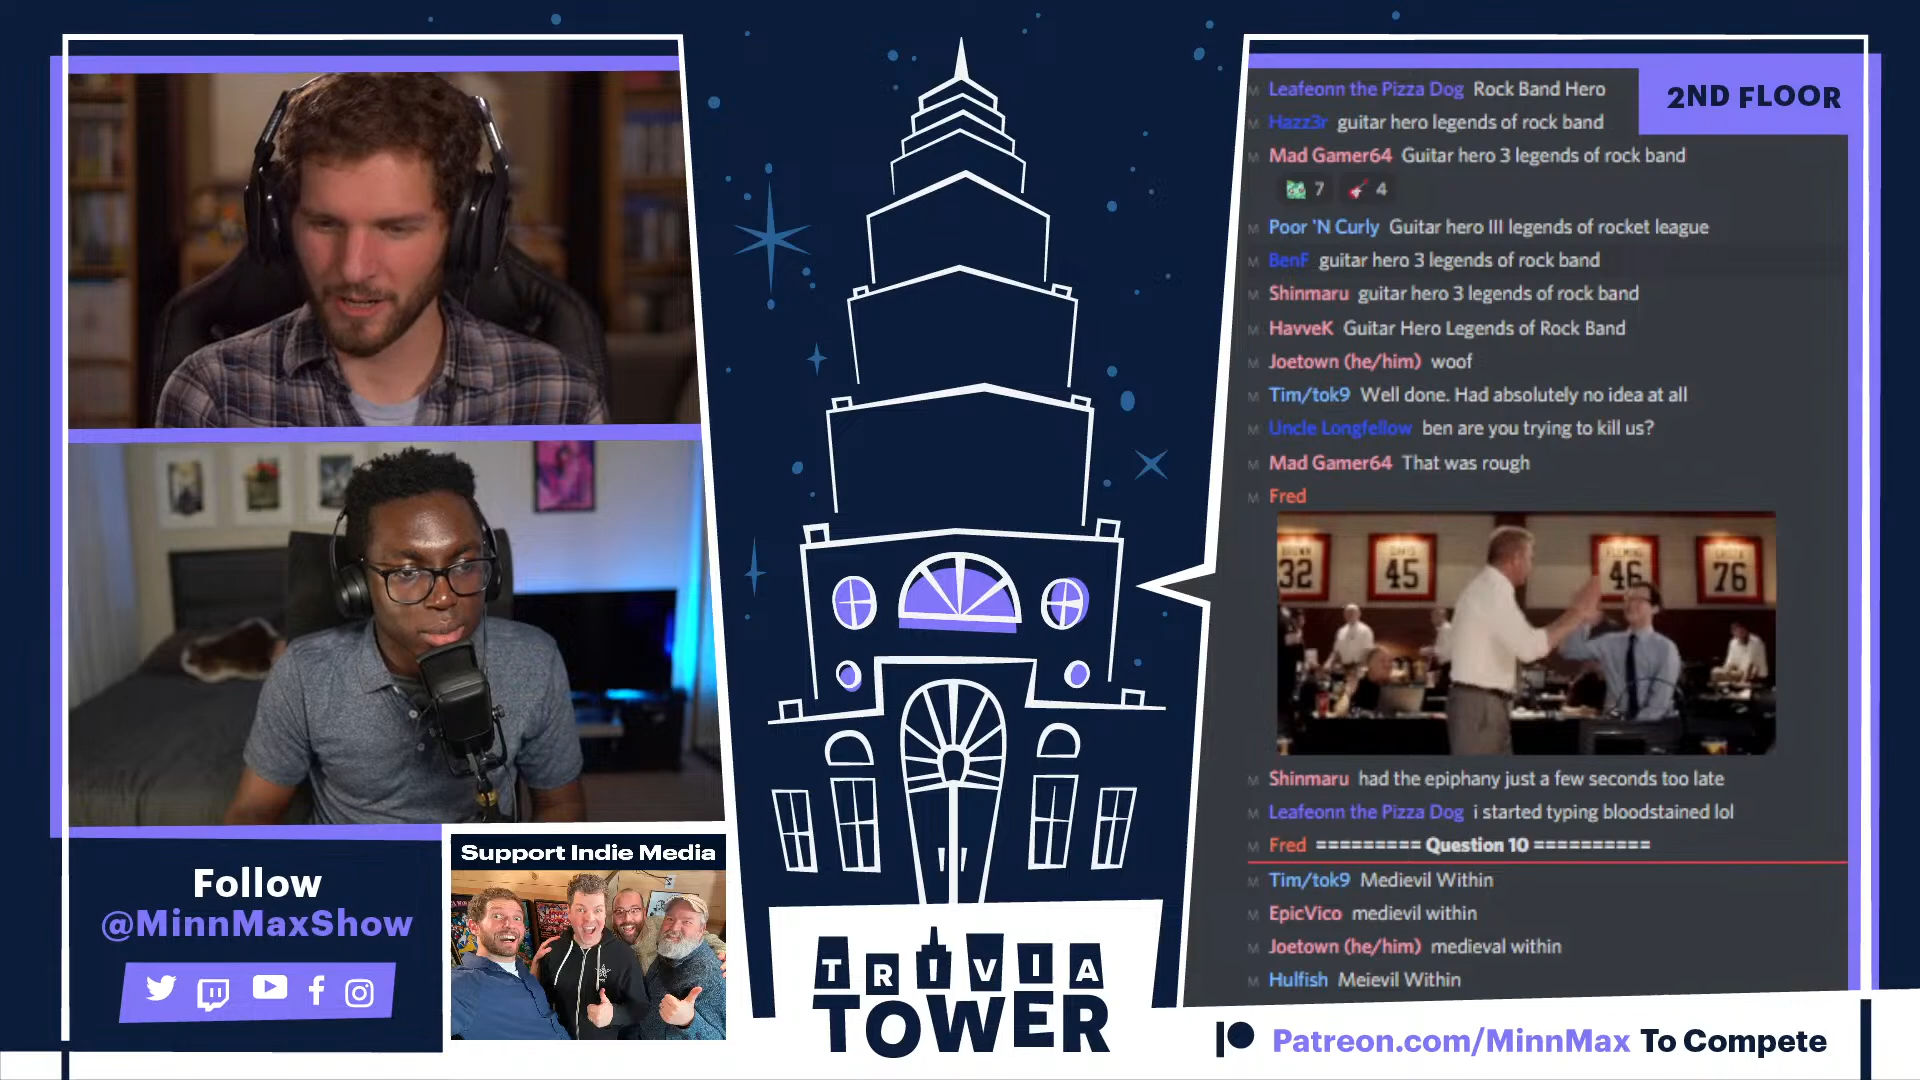 2ND FLOOR
Leafeonn the Pizza Dog Rock Band Hero
Hazz3r guitar hero legends of rock band
Mad Gamer64 Guitar hero 3 legends of rock band
7 4
Poor 'N Curly Guitar hero III legends of rocket league
BenF guitar hero 3 legends of rock band
Shinmaru guitar hero 3 legends of rock band
HavveK Guitar Hero Legends of Rock Band
Joetown (he/him) woof
Tim/tok9 Well done. Had absolutely no idea at all
Uncle Longfellow ben are you trying to kill us?
Mad Gamer64 That was rough
Fred
32 45 46 76
Shinmaru had the epiphany just a few seconds too late
Leafeonn the Pizza Dog i started typing bloodstained lol
Fred ========= Question 10 ==========
Tim/tok9 Medievil Within
EpicVico medievil within
Joetown (he/him) medieval within
Hulfish Meievil Within
Follow
@MinnMaxShow
Support Indie Media
TRIVIA
TOWER
Patreon.com/MinnMax To Compete